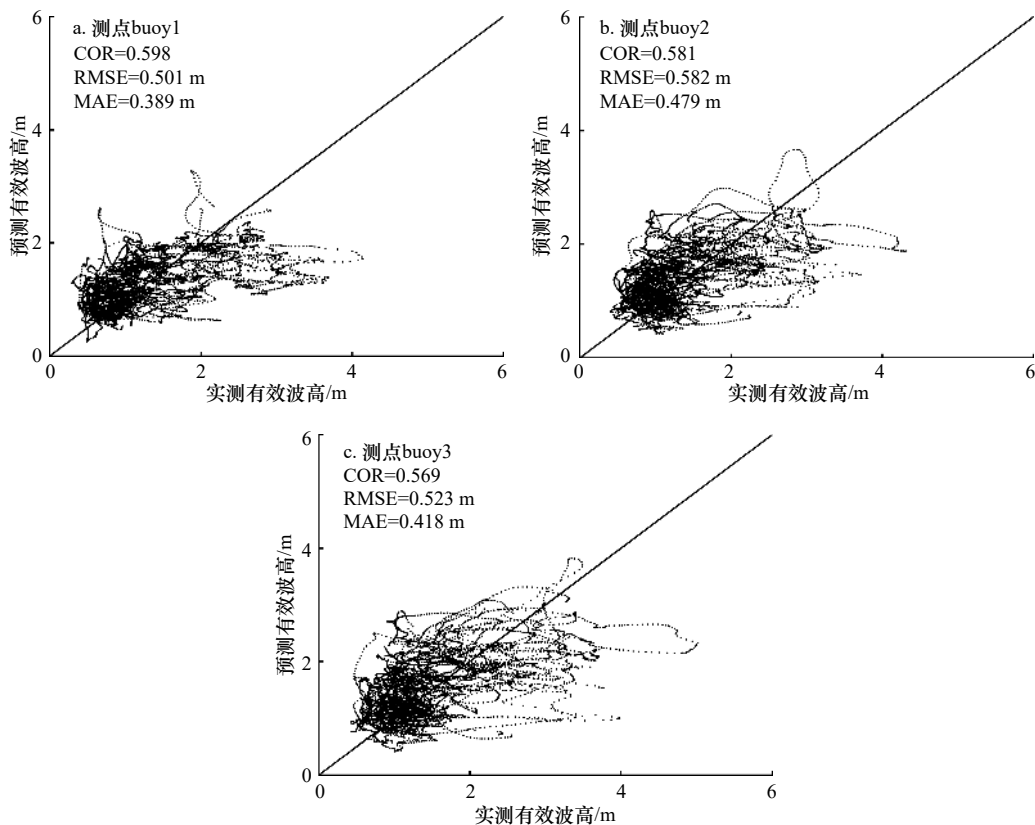 6
a. 测点buoy1
COR=0.598
RMSE=0.501 m
MAE=0.389 m
4
预测有效波高/m
2
0
0
2
4
6
实测有效波高/m
6
b. 测点buoy2
COR=0.581
RMSE=0.582 m
MAE=0.479 m
4
预测有效波高/m
2
0
0
2
4
6
实测有效波高/m
6
c. 测点buoy3
COR=0.569
RMSE=0.523 m
MAE=0.418 m
4
预测有效波高/m
2
0
0
2
4
6
实测有效波高/m